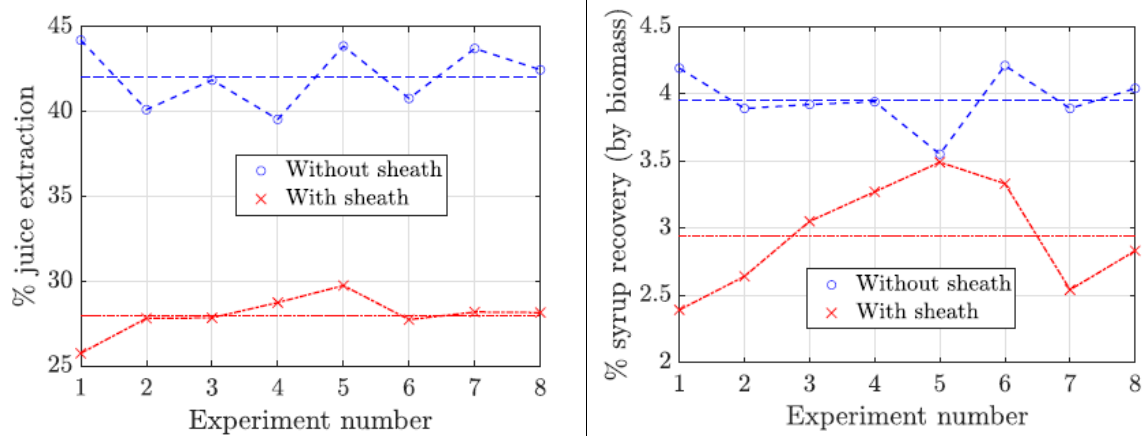 % juice extraction
45
40
35
30
25
Without sheath
With sheath
1 2 3 4 5 6 7 8
Experiment number
% syrup recovery (by biomass)
4.5
4
3.5
3
2.5
2
Without sheath
With sheath
1 2 3 4 5 6 7 8
Experiment number